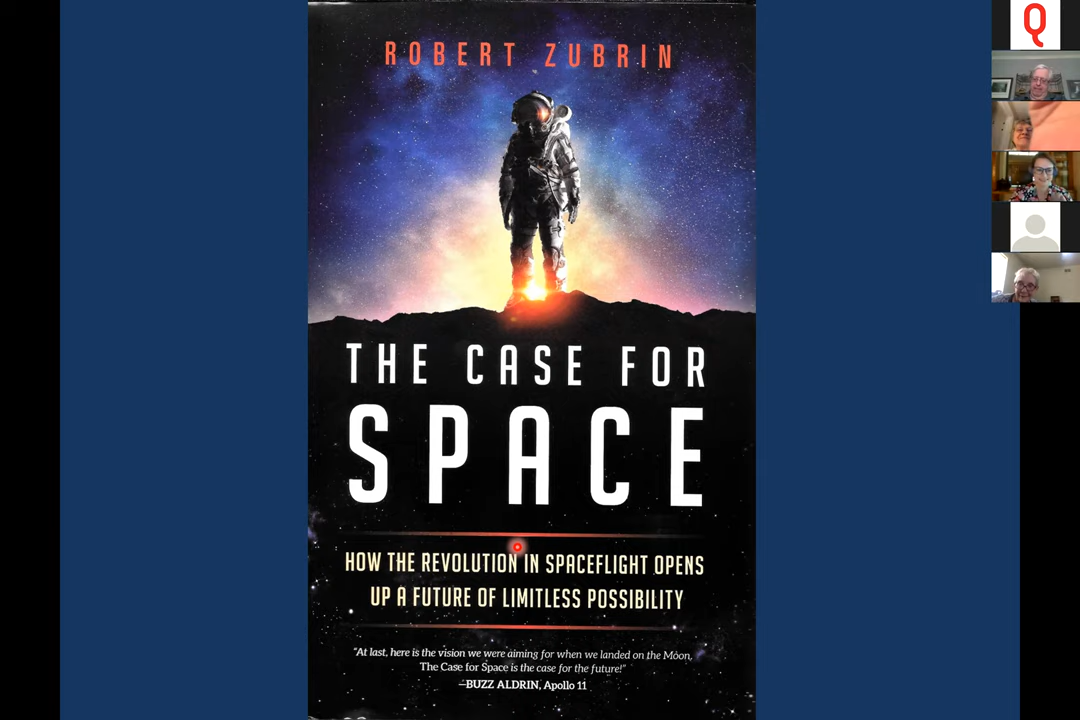 ROBERT ZUBRIN
THE CASE FOR
SPACE
HOW THE REVOLUTION IN SPACEFLIGHT OPENS
UP A FUTURE OF LIMITLESS POSSIBILITY
"At last, here is the vision we were aiming for when we landed on the Moon.
The Case for Space is the case for the future!"
—BUZZ ALDRIN, Apollo 11
Q